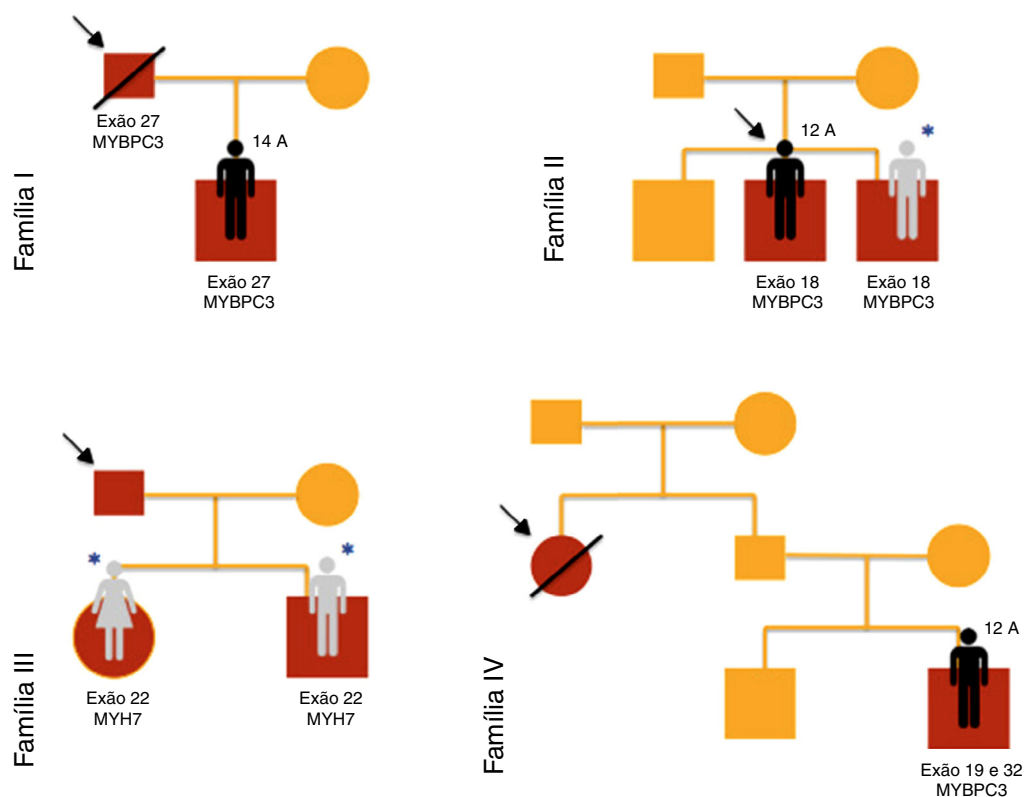 Família I
Exão 27
MYBPC3
14 A
Exão 27
MYBPC3
Família II
12 A
*
Exão 18
MYBPC3
Exão 18
MYBPC3
Família III
*
*
Exão 22
MYH7
Exão 22
MYH7
Família IV
12 A
Exão 19 e 32
MYBPC3